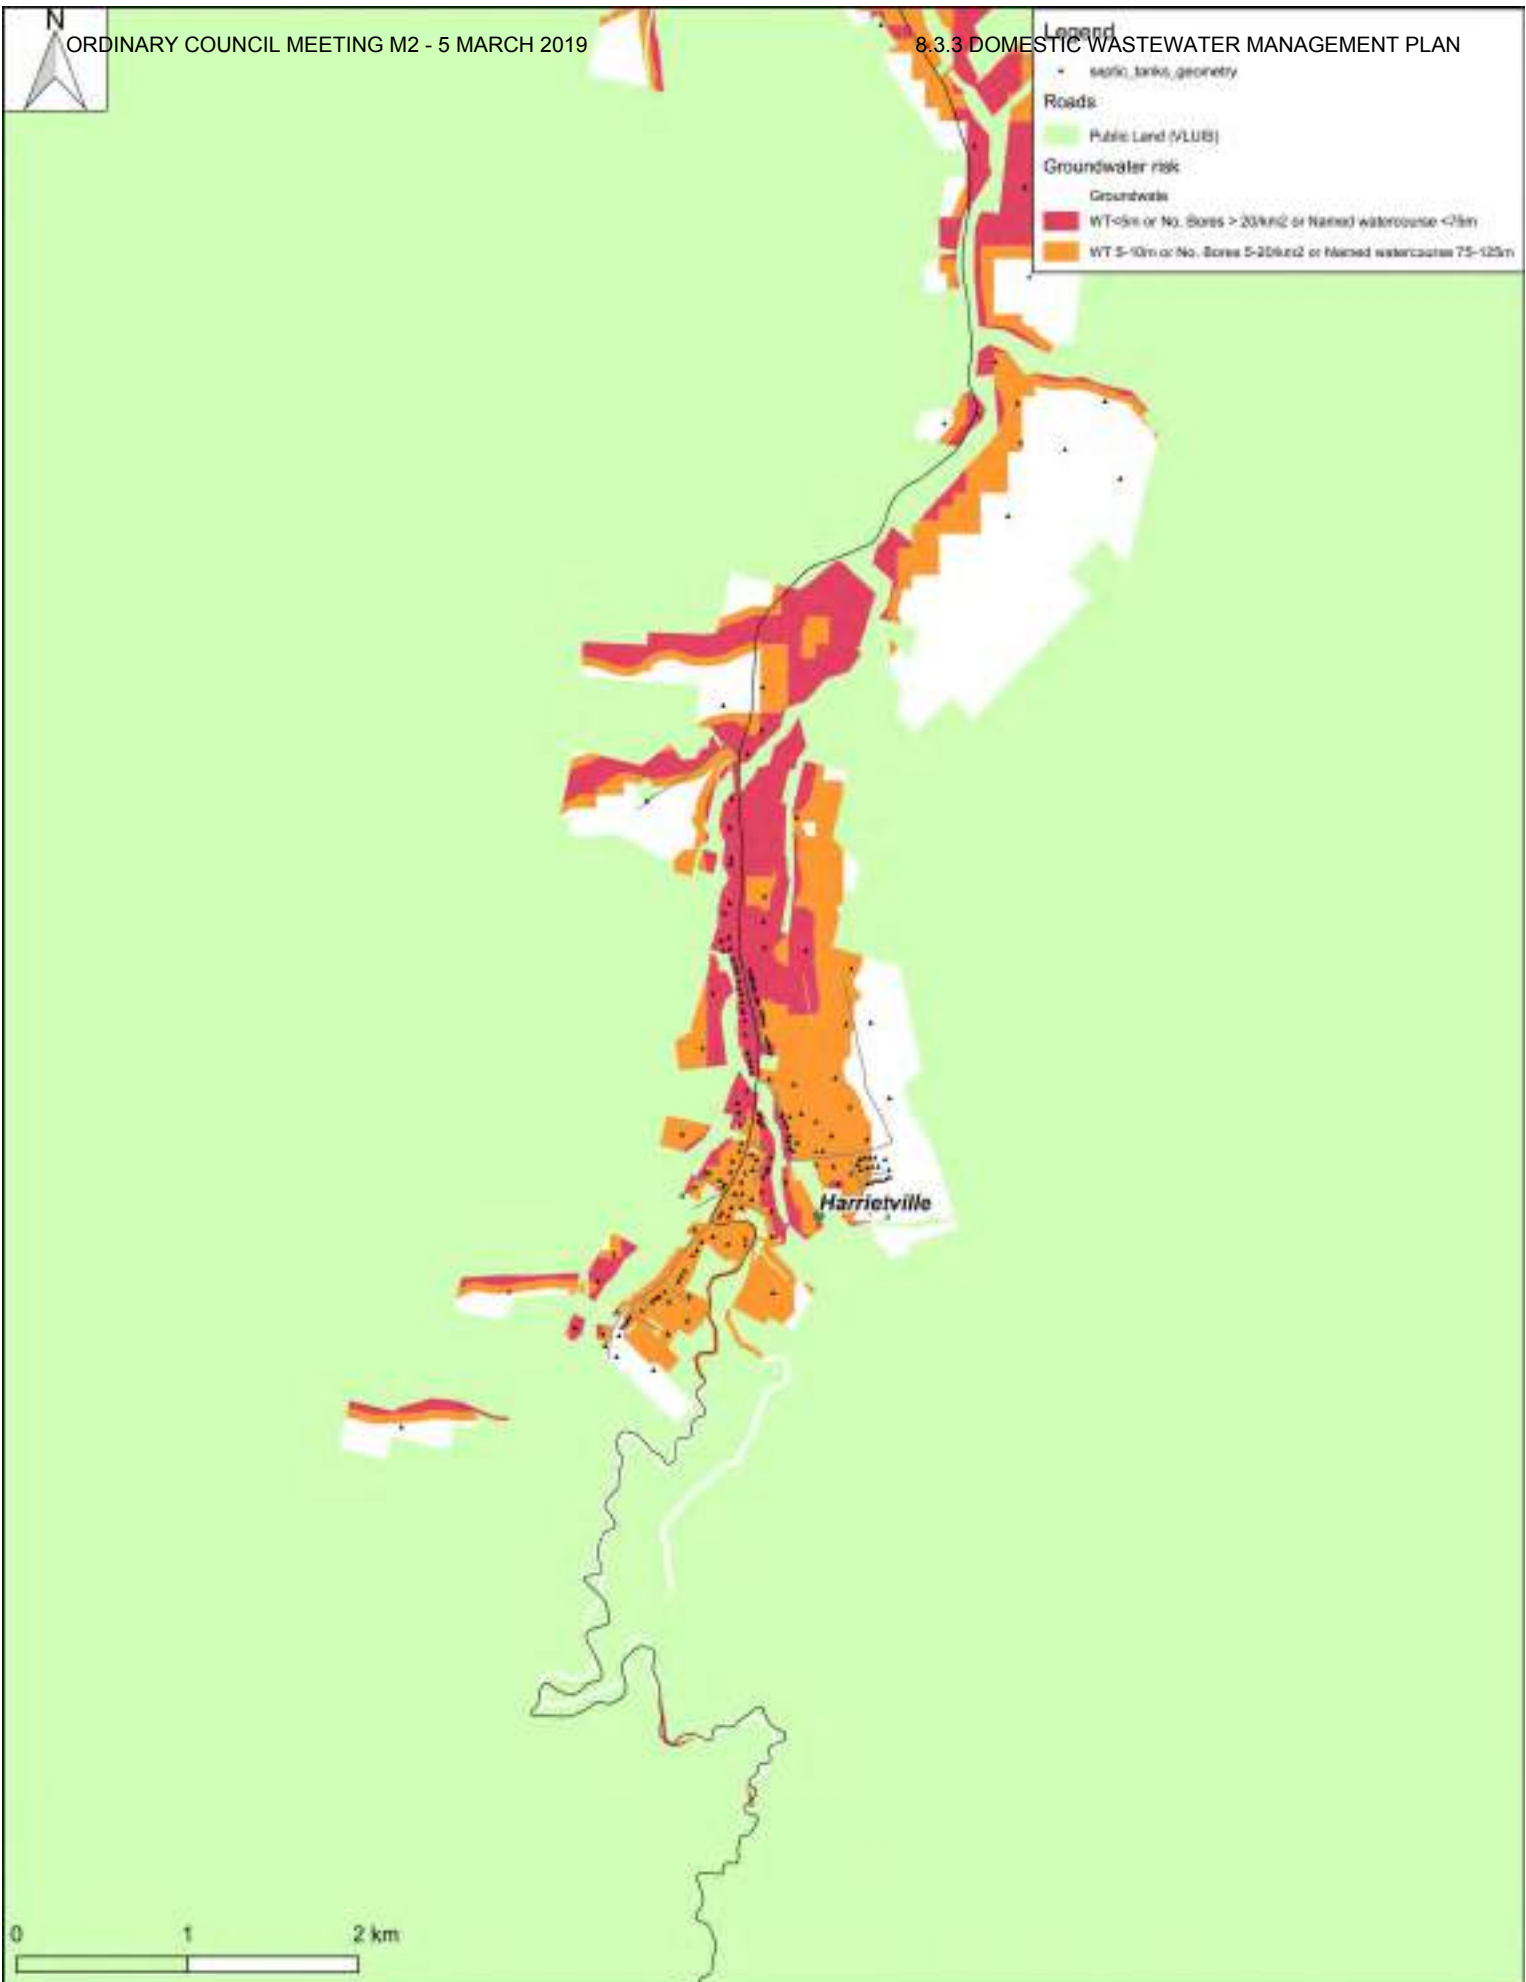 N
ORDINARY COUNCIL MEETING M2 - 5 MARCH 2019
8.3.3 DOMESTIC WASTEWATER MANAGEMENT PLAN
Legend
septic_tanks_geometry
Roads
Public Land (VLUIS)
Groundwater risk
Groundwate
WT<5m or No. Bores > 20/km2 or Named watercourse <75m
WT 5-10m or No. Bores 5-20/km2 or Named watercourse 75-125m
Harrietville
0 1 2 km